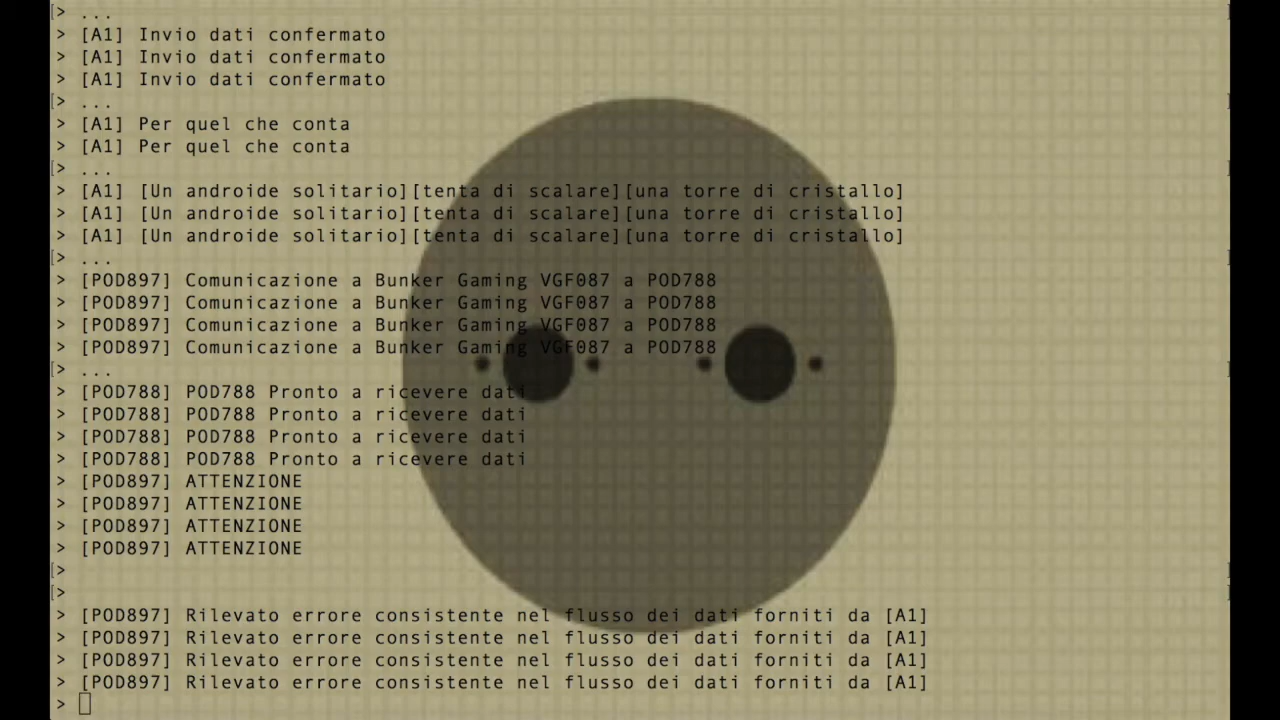 [> ... ]
> [A1] Invio dati confermato
> [A1] Invio dati confermato
> [A1] Invio dati confermato
[> ... ]
> [A1] Per quel che conta
> [A1] Per quel che conta
[> ... ]
> [A1] [Un androide solitario][tenta di scalare][una torre di cristallo]
> [A1] [Un androide solitario][tenta di scalare][una torre di cristallo]
> [A1] [Un androide solitario][tenta di scalare][una torre di cristallo]
[> ... ]
> [POD897] Comunicazione a Bunker Gaming VGF087 a POD788
> [POD897] Comunicazione a Bunker Gaming VGF087 a POD788
> [POD897] Comunicazione a Bunker Gaming VGF087 a POD788
> [POD897] Comunicazione a Bunker Gaming VGF087 a POD788
[> ... ]
> [POD788] POD788 Pronto a ricevere dati
> [POD788] POD788 Pronto a ricevere dati
> [POD788] POD788 Pronto a ricevere dati
> [POD788] POD788 Pronto a ricevere dati
> [POD897] ATTENZIONE
> [POD897] ATTENZIONE
> [POD897] ATTENZIONE
> [POD897] ATTENZIONE
[> ]
[> ]
> [POD897] Rilevato errore consistente nel flusso dei dati forniti da [A1]
> [POD897] Rilevato errore consistente nel flusso dei dati forniti da [A1]
> [POD897] Rilevato errore consistente nel flusso dei dati forniti da [A1]
> [POD897] Rilevato errore consistente nel flusso dei dati forniti da [A1]
>